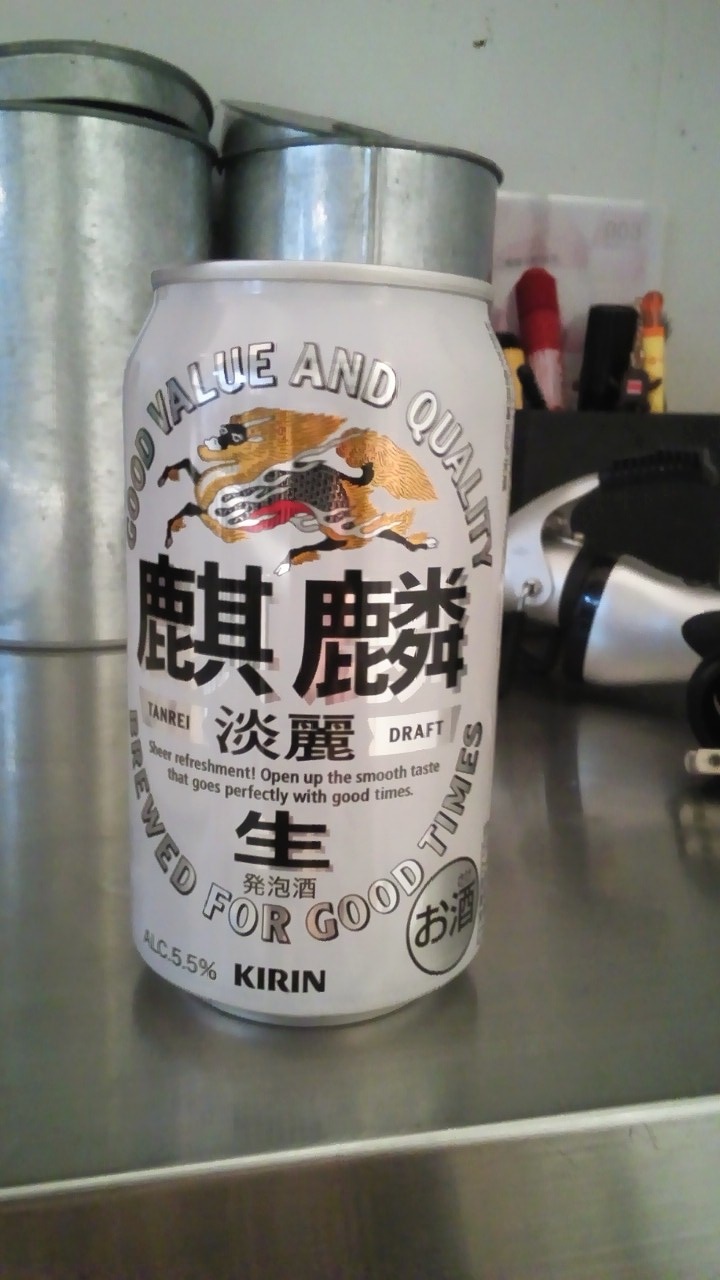 GOOD VALUE AND QUALITY
麒麟
TANREI 淡麗 DRAFT
Sheer refreshment! Open up the smooth taste
that goes perfectly with good times.
生
発泡酒
BREWED FOR GOOD TIMES
お酒
ALC.5.5% KIRIN
003